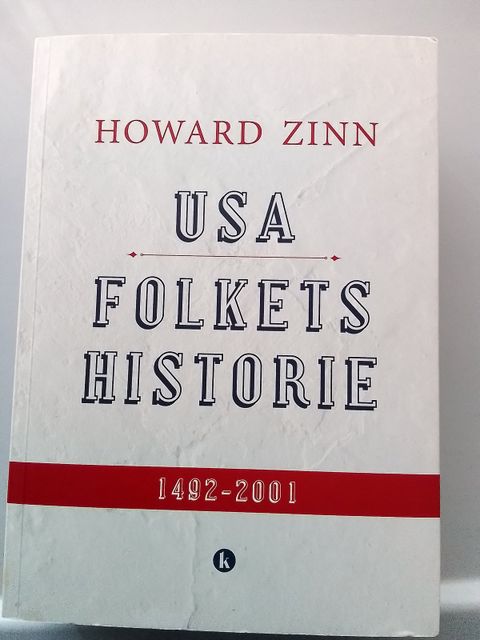 HOWARD ZINN
USA
FOLKETS
HISTORIE
1492-2001
k